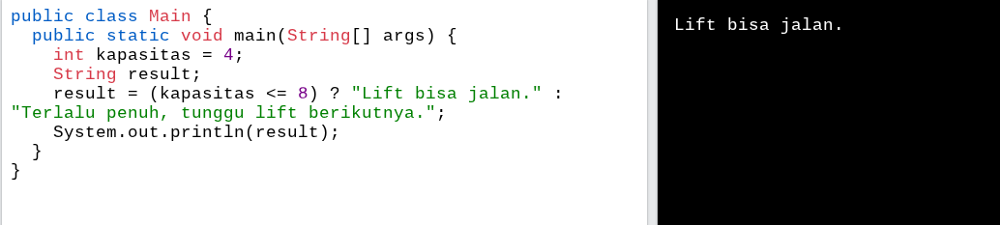 public class Main {
  public static void main(String[] args) {
    int kapasitas = 4;
    String result;
    result = (kapasitas <= 8) ? "Lift bisa jalan." :
"Terlalu penuh, tunggu lift berikutnya.";
    System.out.println(result);
  }
}
Lift bisa jalan.